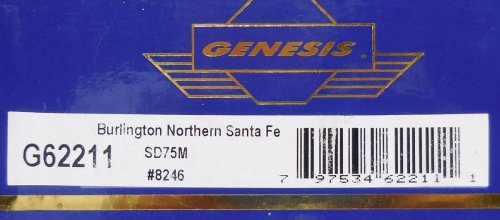 GENESIS®
Burlington Northern Santa Fe
G62211
SD75M
#8246
7 97534 62211 1